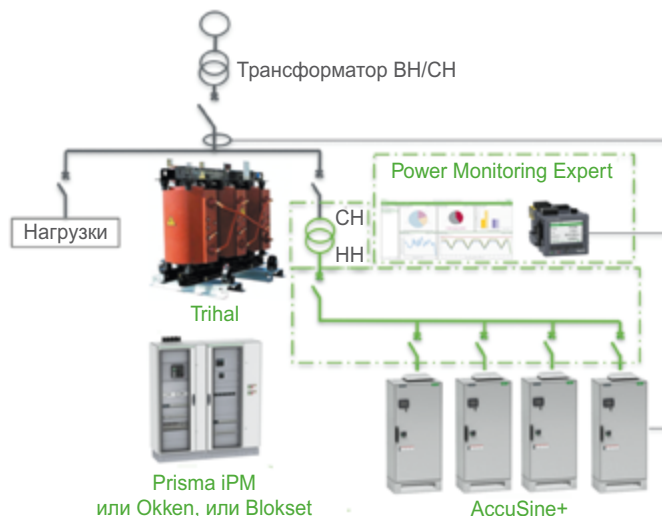 Трансформатор ВН/СН
Power Monitoring Expert
СН
Нагрузки
НН
Trihal
Prisma iPM
или Okken, или Blokset
AccuSine+